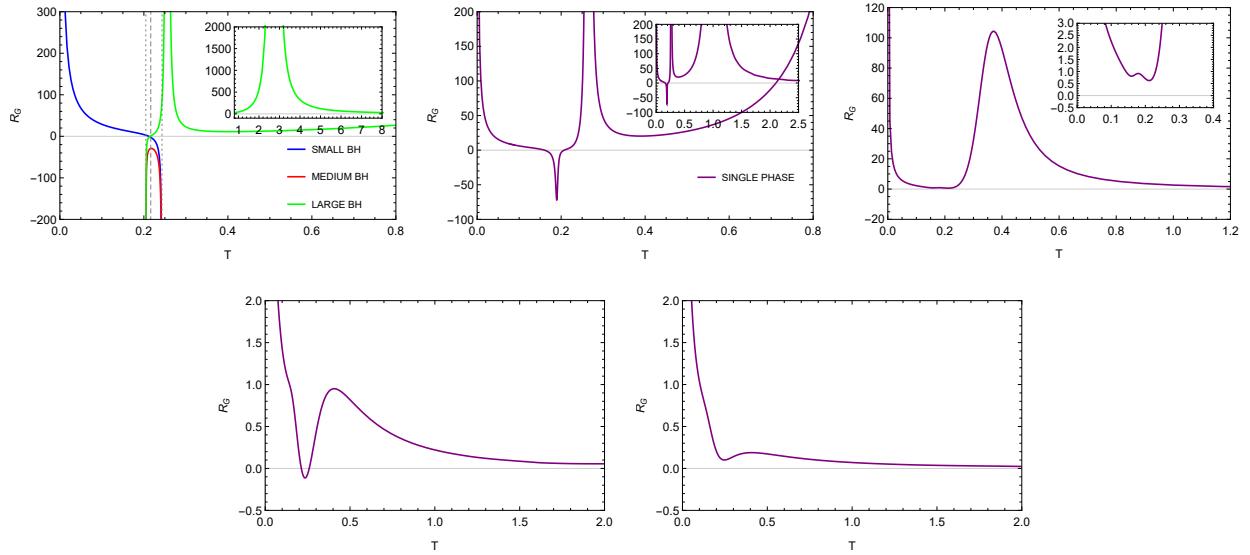 300
200
100
0
−100
−200
R_G
0.0 0.2 0.4 0.6 0.8
T
2000
1500
1000
500
0
1 2 3 4 5 6 7 8
SMALL BH
MEDIUM BH
LARGE BH
200
150
100
50
0
−50
−100
R_G
0.0 0.2 0.4 0.6 0.8
T
200
150
100
50
0
−50
−100
0.0 0.5 1.0 1.5 2.0 2.5
SINGLE PHASE
120
100
80
60
40
20
0
−20
R_G
0.0 0.2 0.4 0.6 0.8 1.0 1.2
T
3.0
2.5
2.0
1.5
1.0
0.5
0.0
−0.5
0.0 0.1 0.2 0.3 0.4
2.0
1.5
1.0
0.5
0.0
−0.5
R_G
0.0 0.5 1.0 1.5 2.0
T
2.0
1.5
1.0
0.5
0.0
−0.5
R_G
0.0 0.5 1.0 1.5 2.0
T